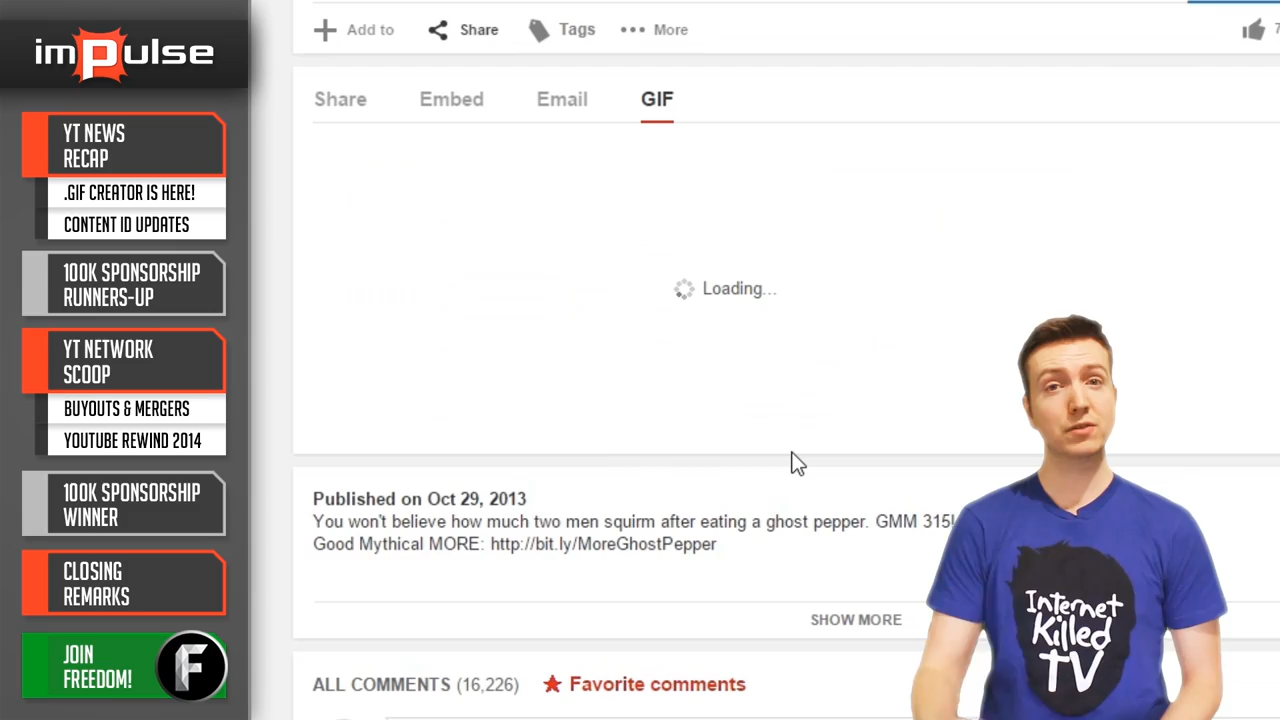 imPulse
YT NEWS
RECAP
.GIF CREATOR IS HERE!
CONTENT ID UPDATES
100K SPONSORSHIP
RUNNERS-UP
YT NETWORK
SCOOP
BUYOUTS & MERGERS
YOUTUBE REWIND 2014
100K SPONSORSHIP
WINNER
CLOSING
REMARKS
JOIN
FREEDOM!
F
Add to Share Tags More 7
Share Embed Email GIF
Loading...
Published on Oct 29, 2013
You won't believe how much two men squirm after eating a ghost pepper. GMM 315!
Good Mythical MORE: http://bit.ly/MoreGhostPepper
SHOW MORE
ALL COMMENTS (16,226) Favorite comments
Internet
Killed
TV